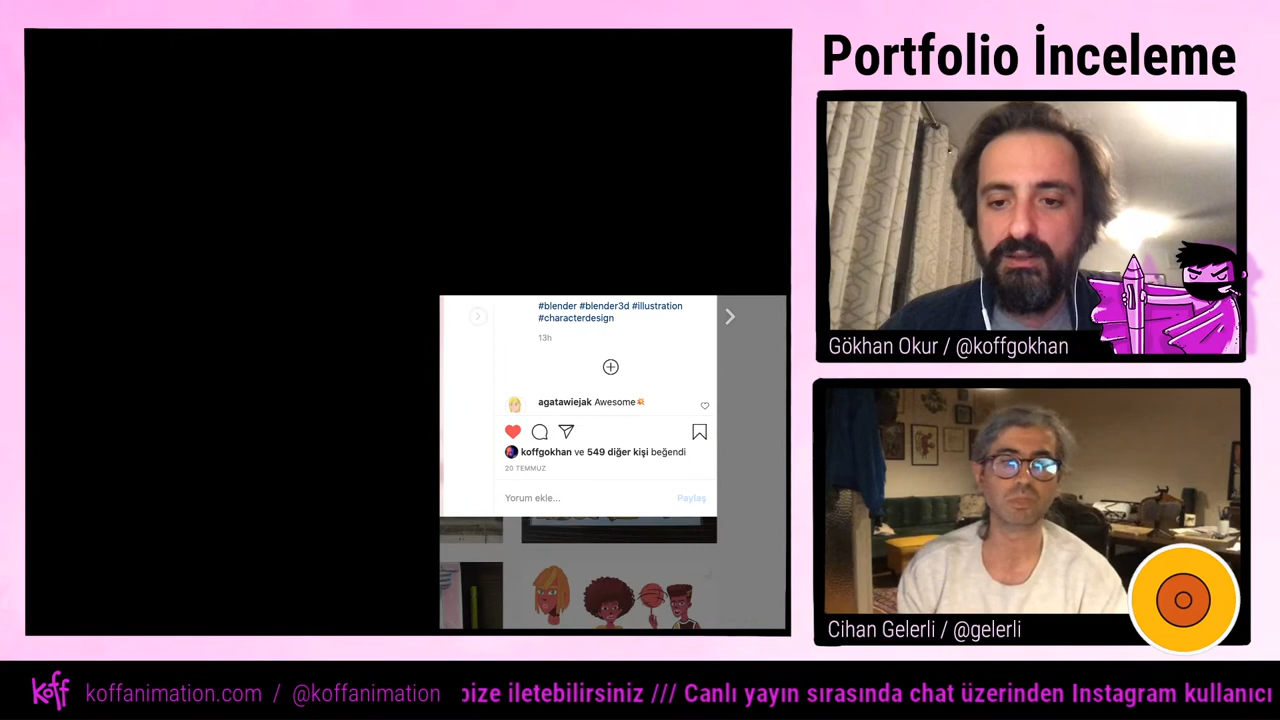 Portfolio İnceleme
#blender #blender3d #illustration
#characterdesign
13h
agatawiejak Awesome
koffgokhan ve 549 diğer kişi beğendi
20 TEMMUZ
Yorum ekle...
Paylaş
Gökhan Okur / @koffgokhan
Cihan Gelerli / @gelerli
koff koffanimation.com / @koffanimation
bize iletebilirsiniz /// Canlı yayın sırasında chat üzerinden Instagram kullanıcı